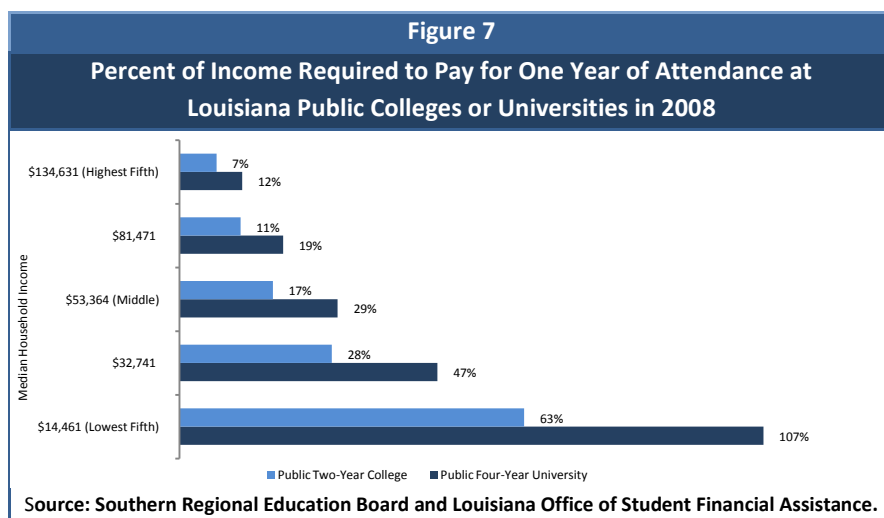 Figure 7
Percent of Income Required to Pay for One Year of Attendance at
Louisiana Public Colleges or Universities in 2008
Median Household Income
$134,631 (Highest Fifth)
7%
12%
$81,471
11%
19%
$53,364 (Middle)
17%
29%
$32,741
28%
47%
$14,461 (Lowest Fifth)
63%
107%
Public Two-Year College
Public Four-Year University
Source: Southern Regional Education Board and Louisiana Office of Student Financial Assistance.